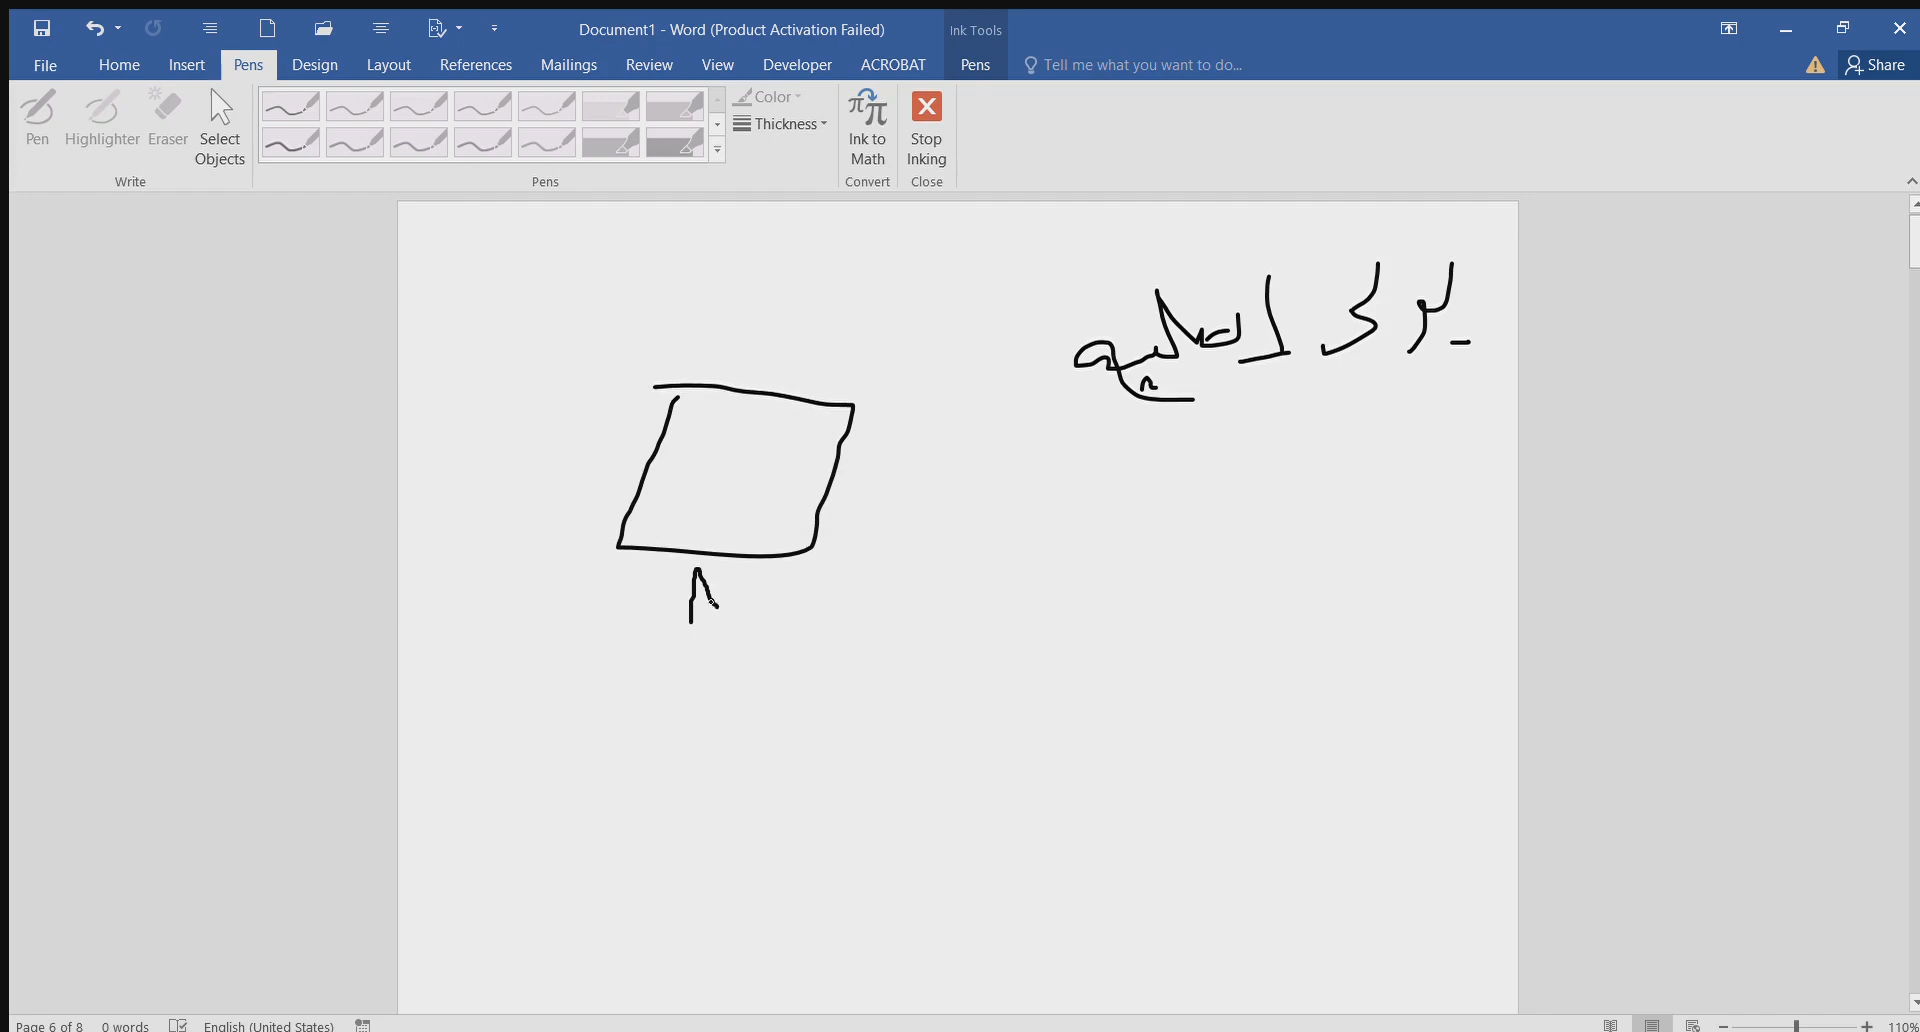 Document1 - Word (Product Activation Failed)
Ink Tools
File Home Insert Pens Design Layout References Mailings Review View Developer ACROBAT Pens Tell me what you want to do... Share
Pen Highlighter Eraser Select Objects
Color
Thickness
Ink to Math
Stop Inking
Write Pens Convert Close
Page 6 of 8 0 words English (United States) 110%